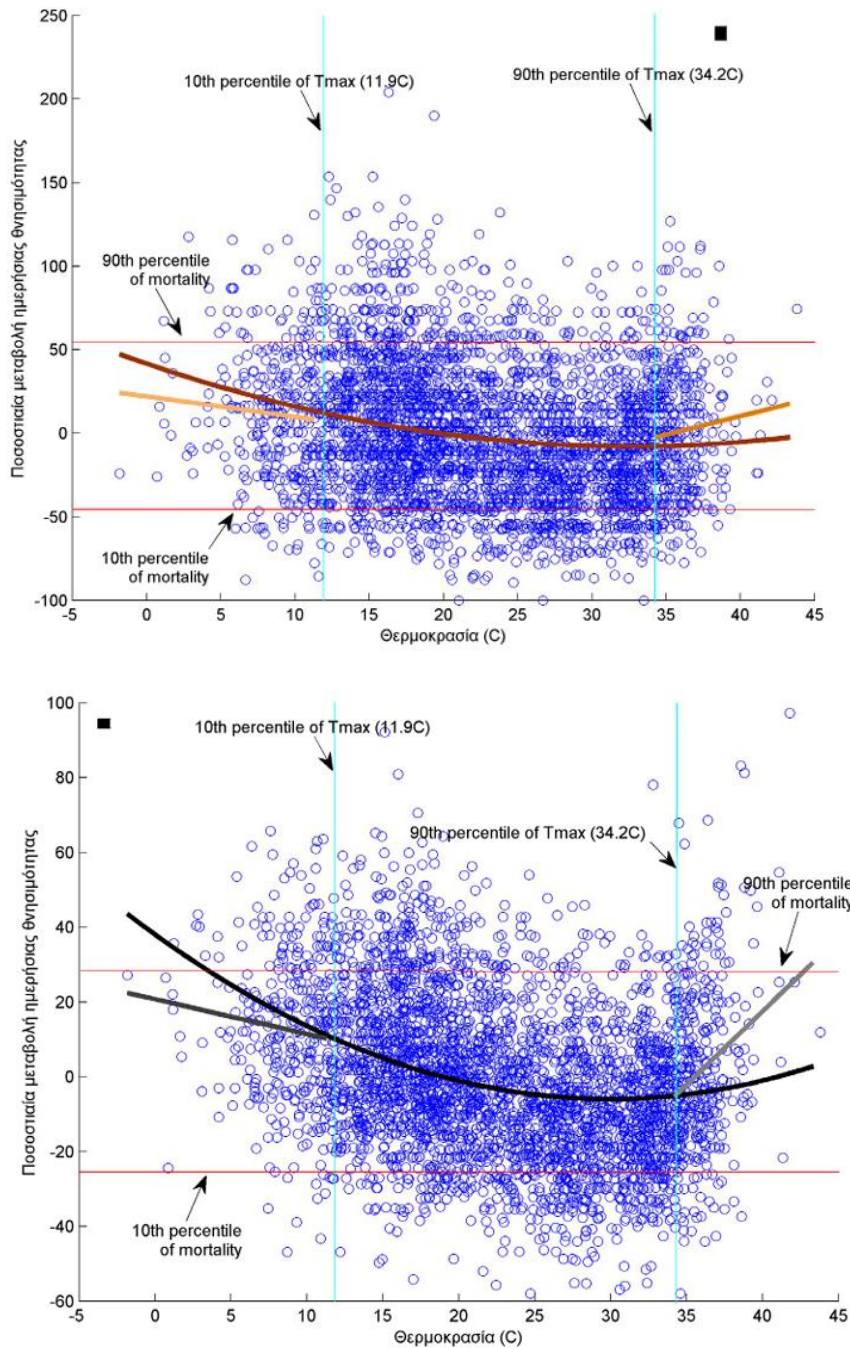 250
200
150
100
50
0
-50
-100
Ποσοστιαία μεταβολή ημερήσιας θνησιμότητας
10th percentile of Tmax (11.9C)
90th percentile of Tmax (34.2C)
90th percentile
of mortality
10th percentile
of mortality
-5 0 5 10 15 20 25 30 35 40 45
Θερμοκρασία (C)
100
80
60
40
20
0
-20
-40
-60
Ποσοστιαία μεταβολή ημερήσιας θνησιμότητας
10th percentile of Tmax (11.9C)
90th percentile of Tmax (34.2C)
90th percentile
of mortality
10th percentile
of mortality
-5 0 5 10 15 20 25 30 35 40 45
Θερμοκρασία (C)